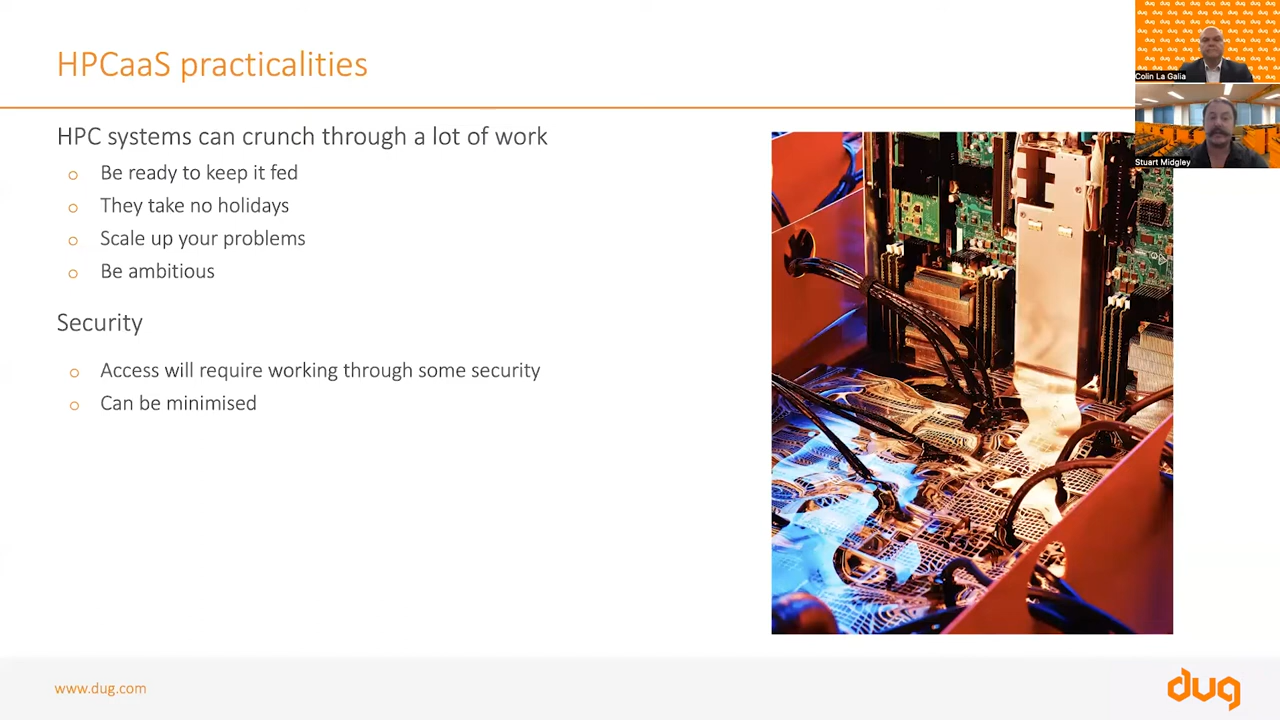 HPCaaS practicalities
HPC systems can crunch through a lot of work
Be ready to keep it fed
They take no holidays
Scale up your problems
Be ambitious
Security
Access will require working through some security
Can be minimised
Colin La Galia
Stuart Midgley
www.dug.com
dug